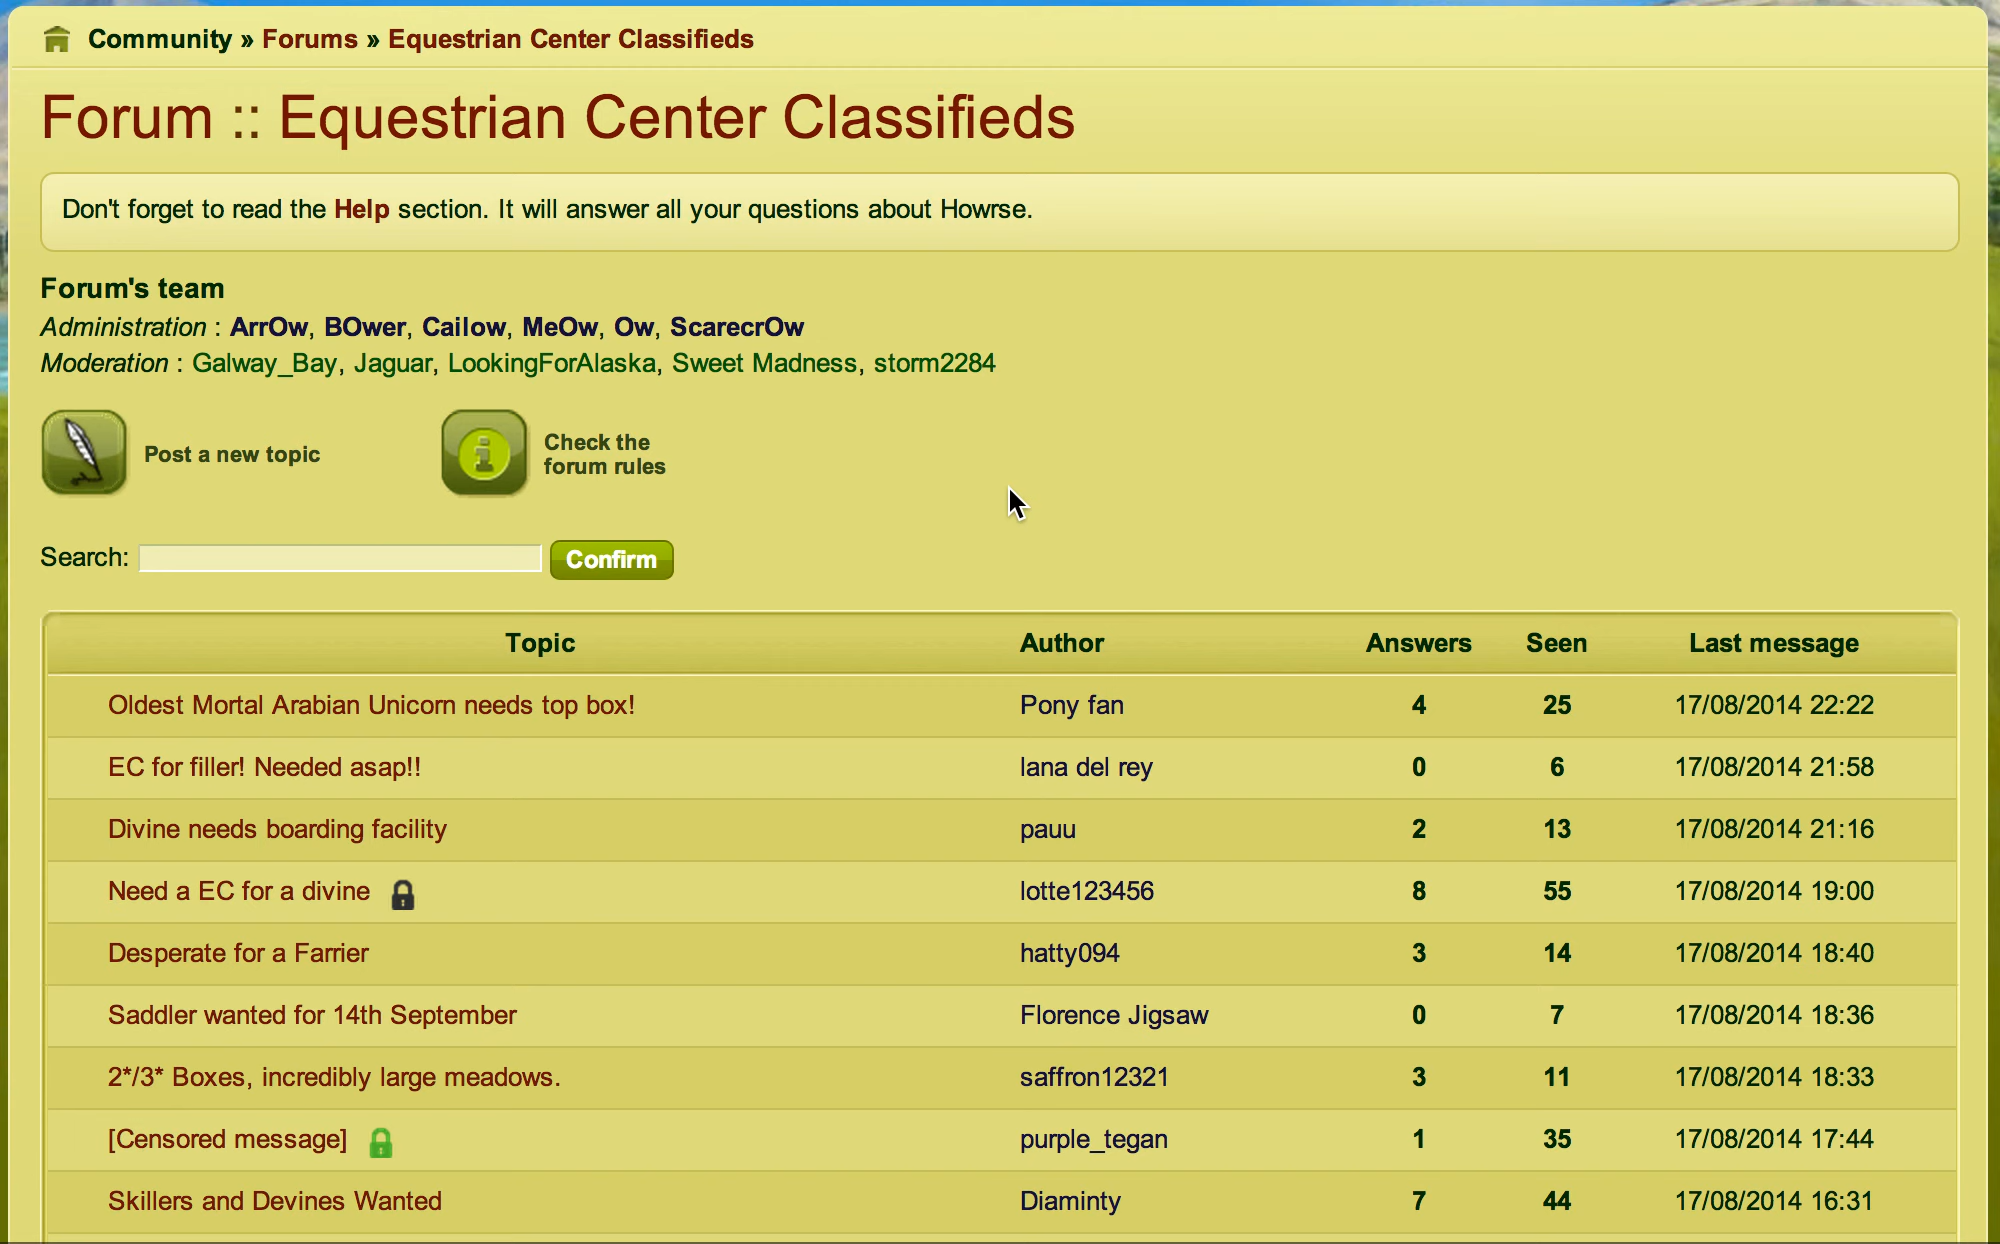 Community » Forums » Equestrian Center Classifieds
Forum :: Equestrian Center Classifieds
Don't forget to read the Help section. It will answer all your questions about Howrse.
Forum's team
Administration : ArrOw, BOwer, Cailow, MeOw, Ow, ScarecrOw
Moderation : Galway_Bay, Jaguar, LookingForAlaska, Sweet Madness, storm2284
Post a new topic
Check the
forum rules
Search: Confirm
Topic Author Answers Seen Last message
Oldest Mortal Arabian Unicorn needs top box! Pony fan 4 25 17/08/2014 22:22
EC for filler! Needed asap!! lana del rey 0 6 17/08/2014 21:58
Divine needs boarding facility pauu 2 13 17/08/2014 21:16
Need a EC for a divine lotte123456 8 55 17/08/2014 19:00
Desperate for a Farrier hatty094 3 14 17/08/2014 18:40
Saddler wanted for 14th September Florence Jigsaw 0 7 17/08/2014 18:36
2*/3* Boxes, incredibly large meadows. saffron12321 3 11 17/08/2014 18:33
[Censored message] purple_tegan 1 35 17/08/2014 17:44
Skillers and Devines Wanted Diaminty 7 44 17/08/2014 16:31